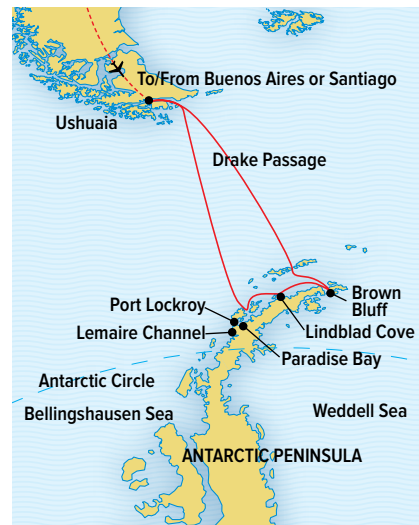 To/From Buenos Aires or Santiago
Ushuaia
Drake Passage
Brown
Bluff
Port Lockroy
Lindblad Cove
Lemaire Channel
Paradise Bay
Antarctic Circle
Bellingshausen Sea
Weddell Sea
ANTARCTIC PENINSULA